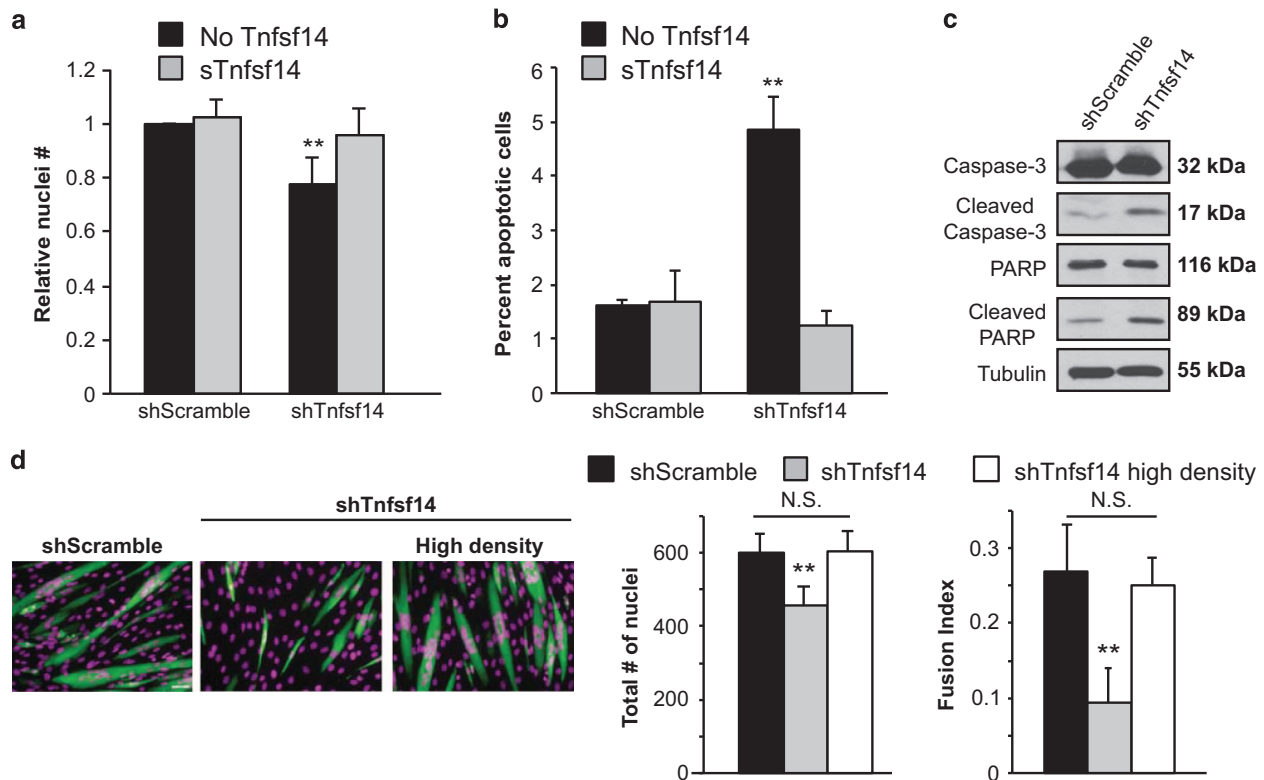 a
No Tnfsf14
sTnfsf14
Relative nuclei #
1.2
1
0.8
0.6
0.4
0.2
0
**
shScramble
shTnfsf14
b
No Tnfsf14
sTnfsf14
Percent apoptotic cells
6
5
4
3
2
1
0
**
shScramble
shTnfsf14
c
shScramble
shTnfsf14
Caspase-3
32 kDa
Cleaved
Caspase-3
17 kDa
PARP
116 kDa
Cleaved
PARP
89 kDa
Tubulin
55 kDa
d
shTnfsf14
shScramble
High density
shScramble
shTnfsf14
shTnfsf14 high density
Total # of nuclei
600
400
200
0
N.S.
**
Fusion Index
0.3
0.2
0.1
0
N.S.
**